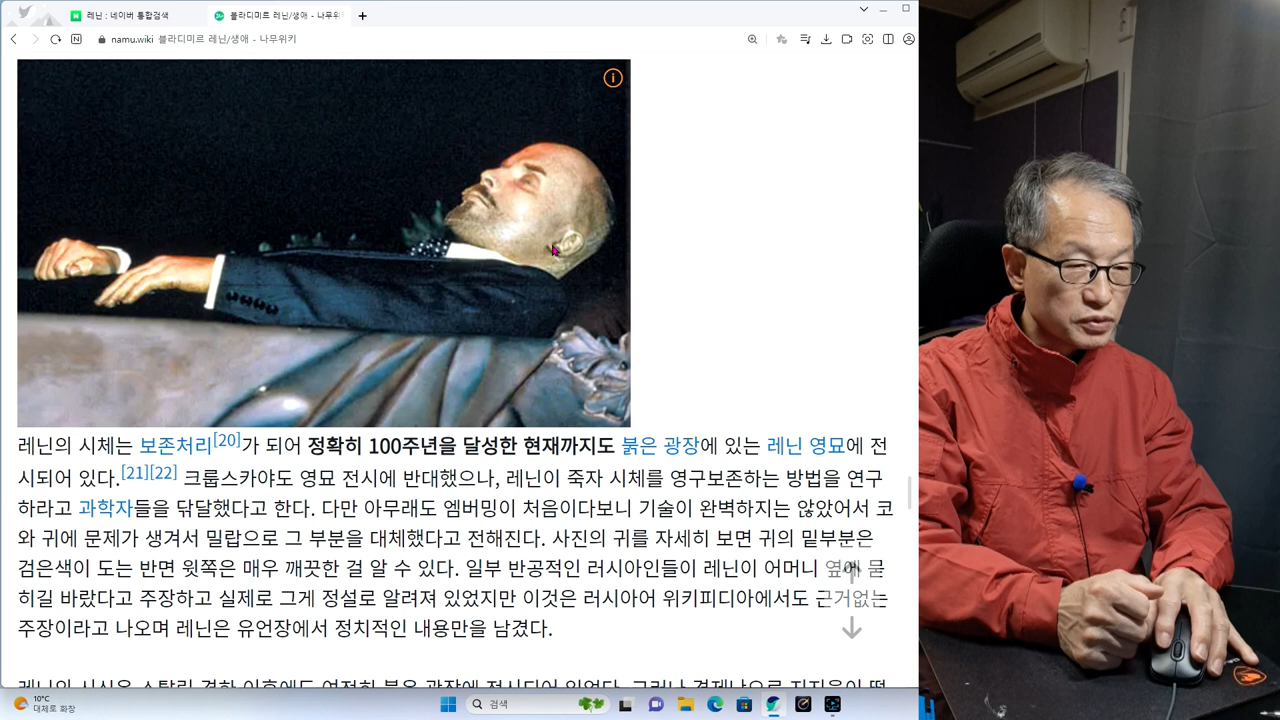 레닌 : 네이버 통합검색
블라디미르 레닌/생애 - 나무위키
namu.wiki 블라디미르 레닌/생애 - 나무위키
레닌의 시체는 보존처리[20]가 되어 정확히 100주년을 달성한 현재까지도 붉은 광장에 있는 레닌 영묘에 전
시되어 있다.[21][22] 크룹스카야도 영묘 전시에 반대했으나, 레닌이 죽자 시체를 영구보존하는 방법을 연구
하라고 과학자들을 닦달했다고 한다. 다만 아무래도 엠버밍이 처음이다보니 기술이 완벽하지는 않았어서 코
와 귀에 문제가 생겨서 밀랍으로 그 부분을 대체했다고 전해진다. 사진의 귀를 자세히 보면 귀의 밑부분은
검은색이 도는 반면 윗쪽은 매우 깨끗한 걸 알 수 있다. 일부 반공적인 러시아인들이 레닌이 어머니 옆에 묻
히길 바랐다고 주장하고 실제로 그게 정설로 알려져 있었지만 이것은 러시아어 위키피디아에서도 근거없는
주장이라고 나오며 레닌은 유언장에서 정치적인 내용만을 남겼다.
10°C
대체로 화창
검색